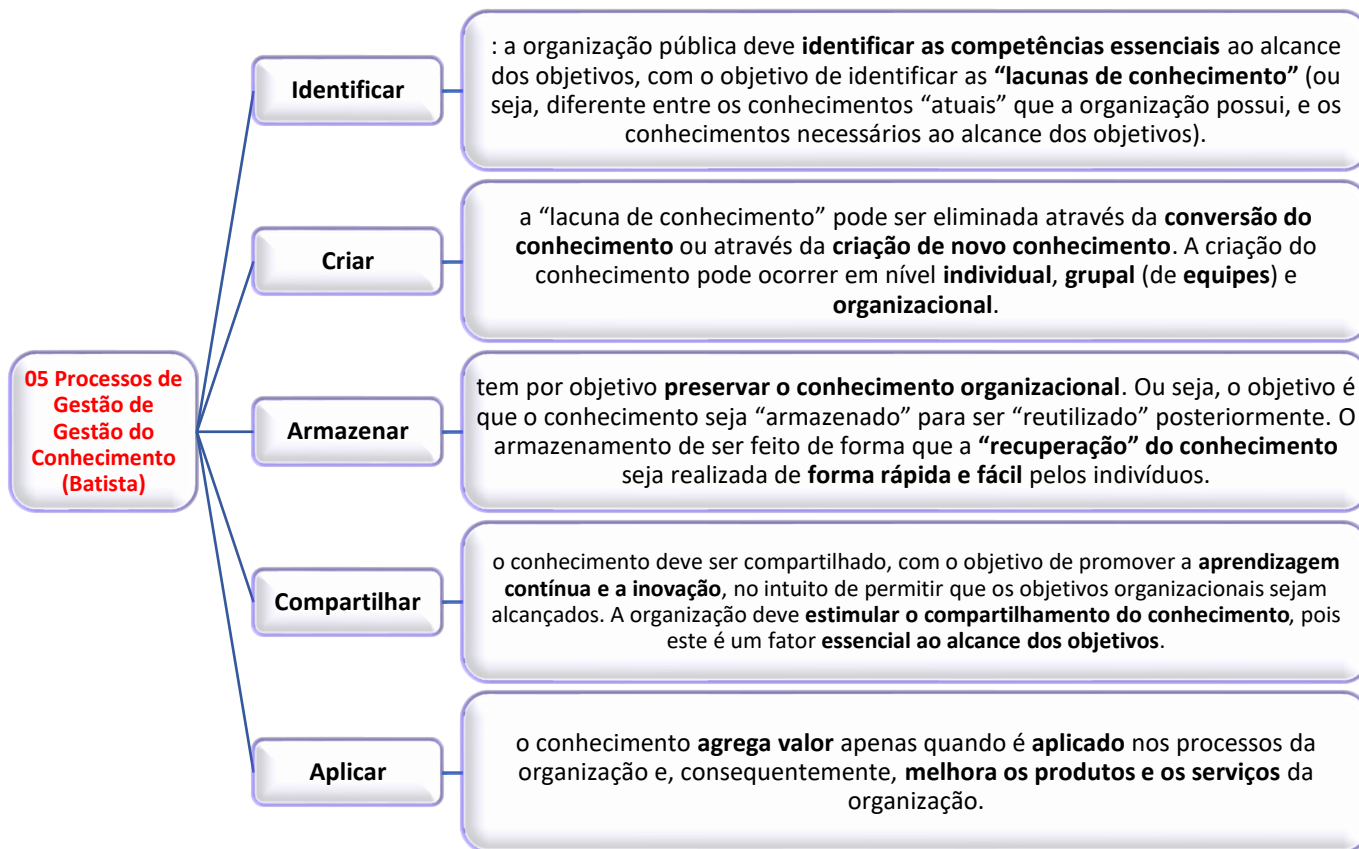 05 Processos de
Gestão de
Gestão do
Conhecimento
(Batista)
Identificar
: a organização pública deve identificar as competências essenciais ao alcance
dos objetivos, com o objetivo de identificar as “lacunas de conhecimento” (ou
seja, diferente entre os conhecimentos “atuais” que a organização possui, e os
conhecimentos necessários ao alcance dos objetivos).
Criar
a “lacuna de conhecimento” pode ser eliminada através da conversão do
conhecimento ou através da criação de novo conhecimento. A criação do
conhecimento pode ocorrer em nível individual, grupal (de equipes) e
organizacional.
Armazenar
tem por objetivo preservar o conhecimento organizacional. Ou seja, o objetivo é
que o conhecimento seja “armazenado” para ser “reutilizado” posteriormente. O
armazenamento de ser feito de forma que a “recuperação” do conhecimento
seja realizada de forma rápida e fácil pelos indivíduos.
Compartilhar
o conhecimento deve ser compartilhado, com o objetivo de promover a aprendizagem
contínua e a inovação, no intuito de permitir que os objetivos organizacionais sejam
alcançados. A organização deve estimular o compartilhamento do conhecimento, pois
este é um fator essencial ao alcance dos objetivos.
Aplicar
o conhecimento agrega valor apenas quando é aplicado nos processos da
organização e, consequentemente, melhora os produtos e os serviços da
organização.